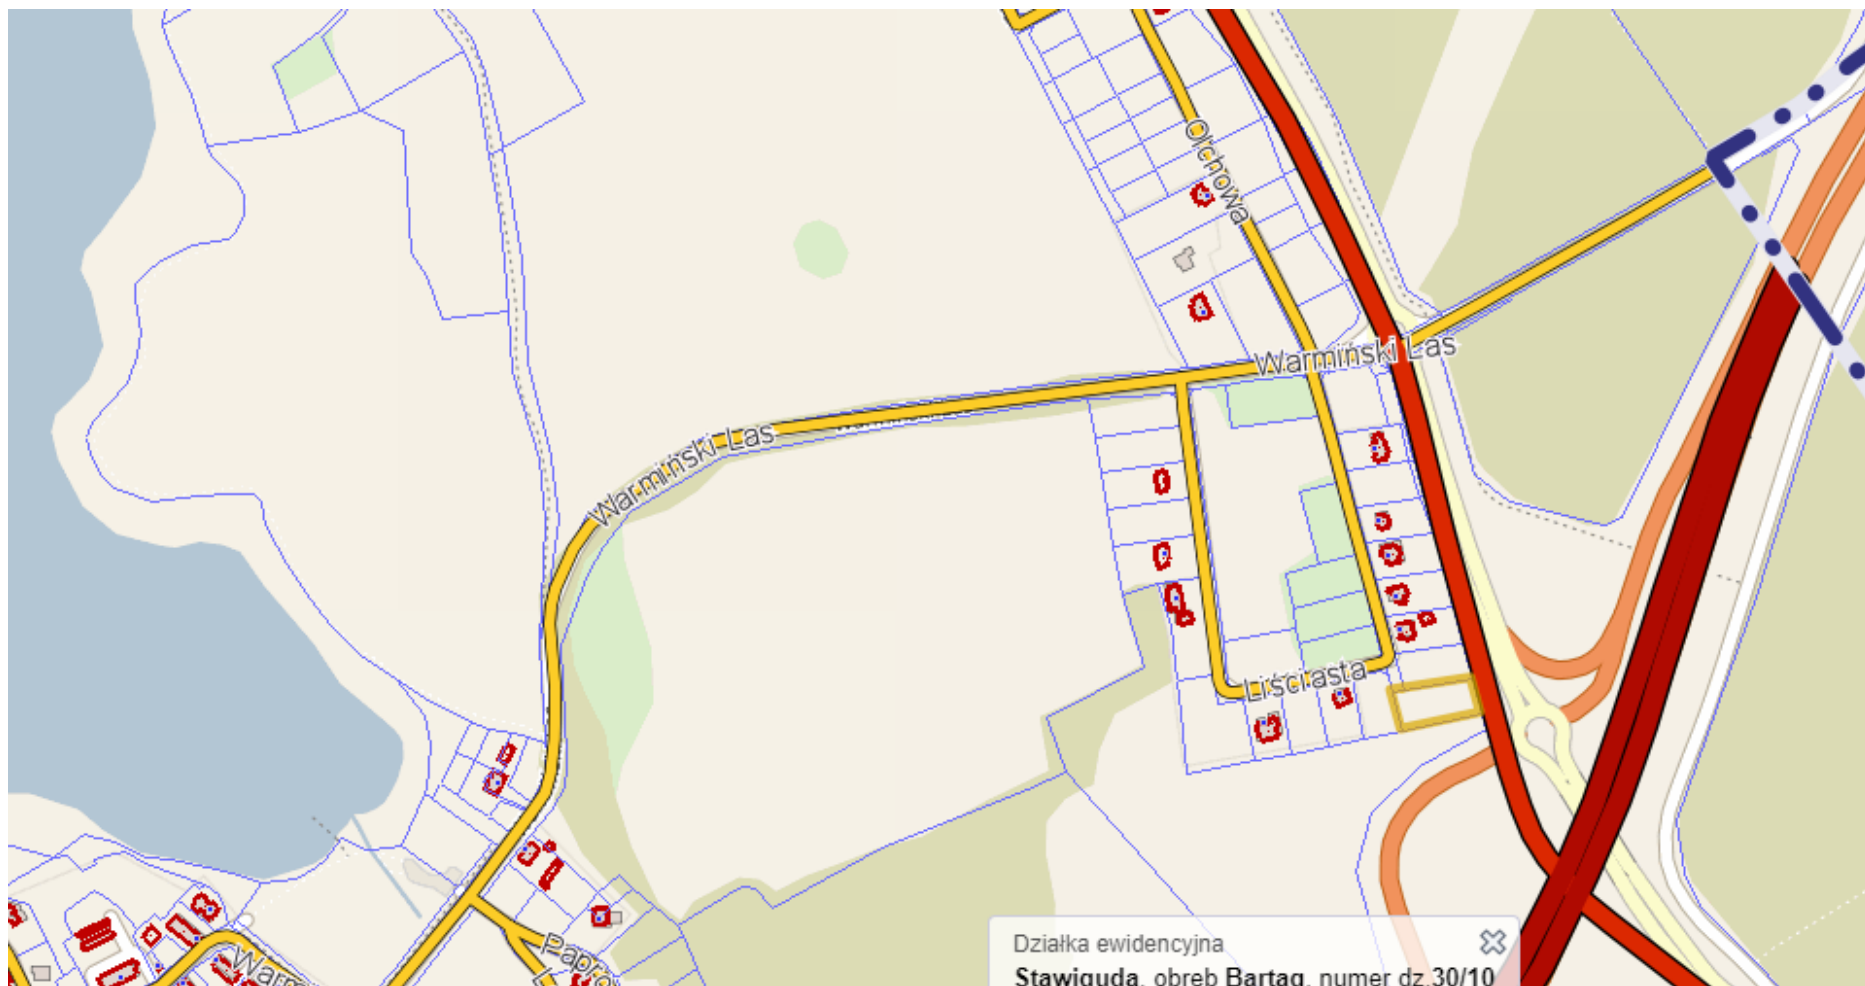 Olchowa
Warmiński Las
Warmiński Las
Liściasta
Działka ewidencyjna
Stawiguda, obręb Bartąg, numer dz.30/10